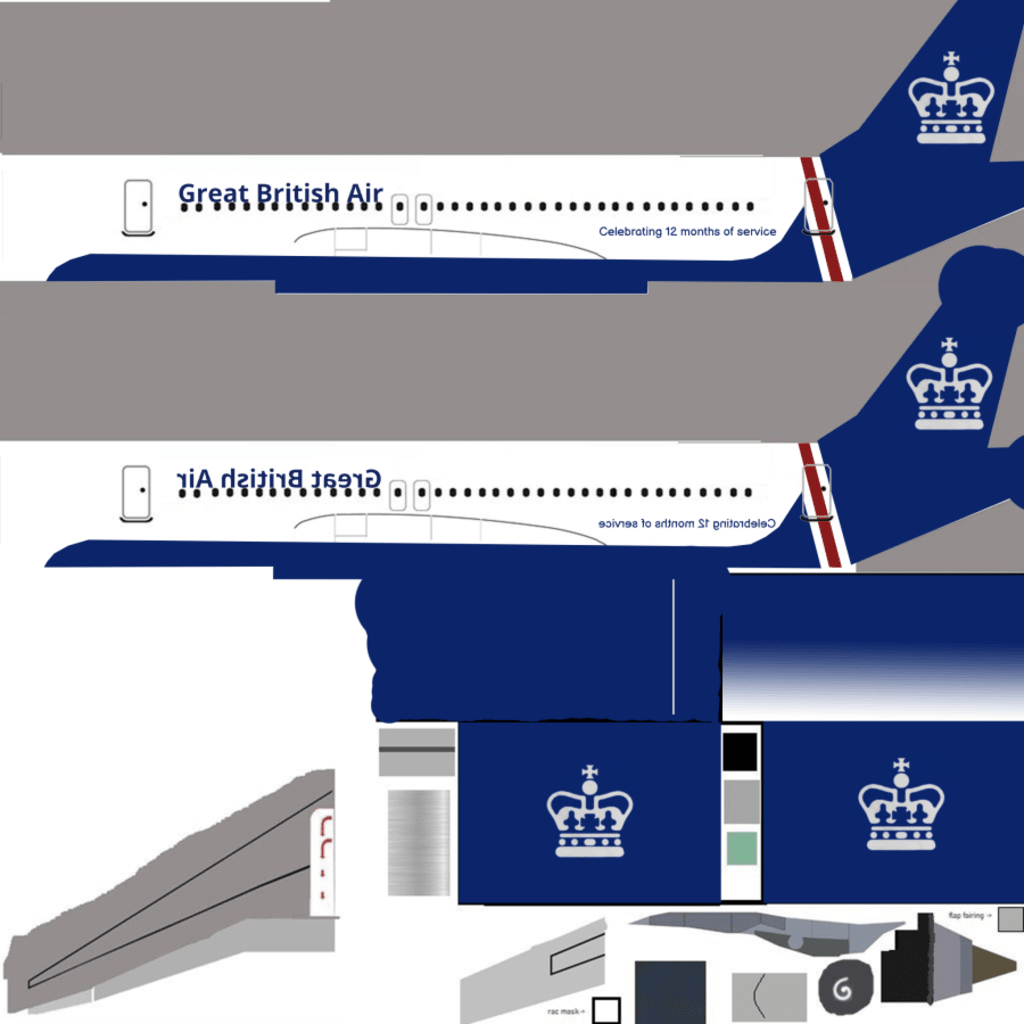 Great British Air
Celebrating 12 months of service
Great British Air
Celebrating 12 months of service
flap fairing →
rac mask→